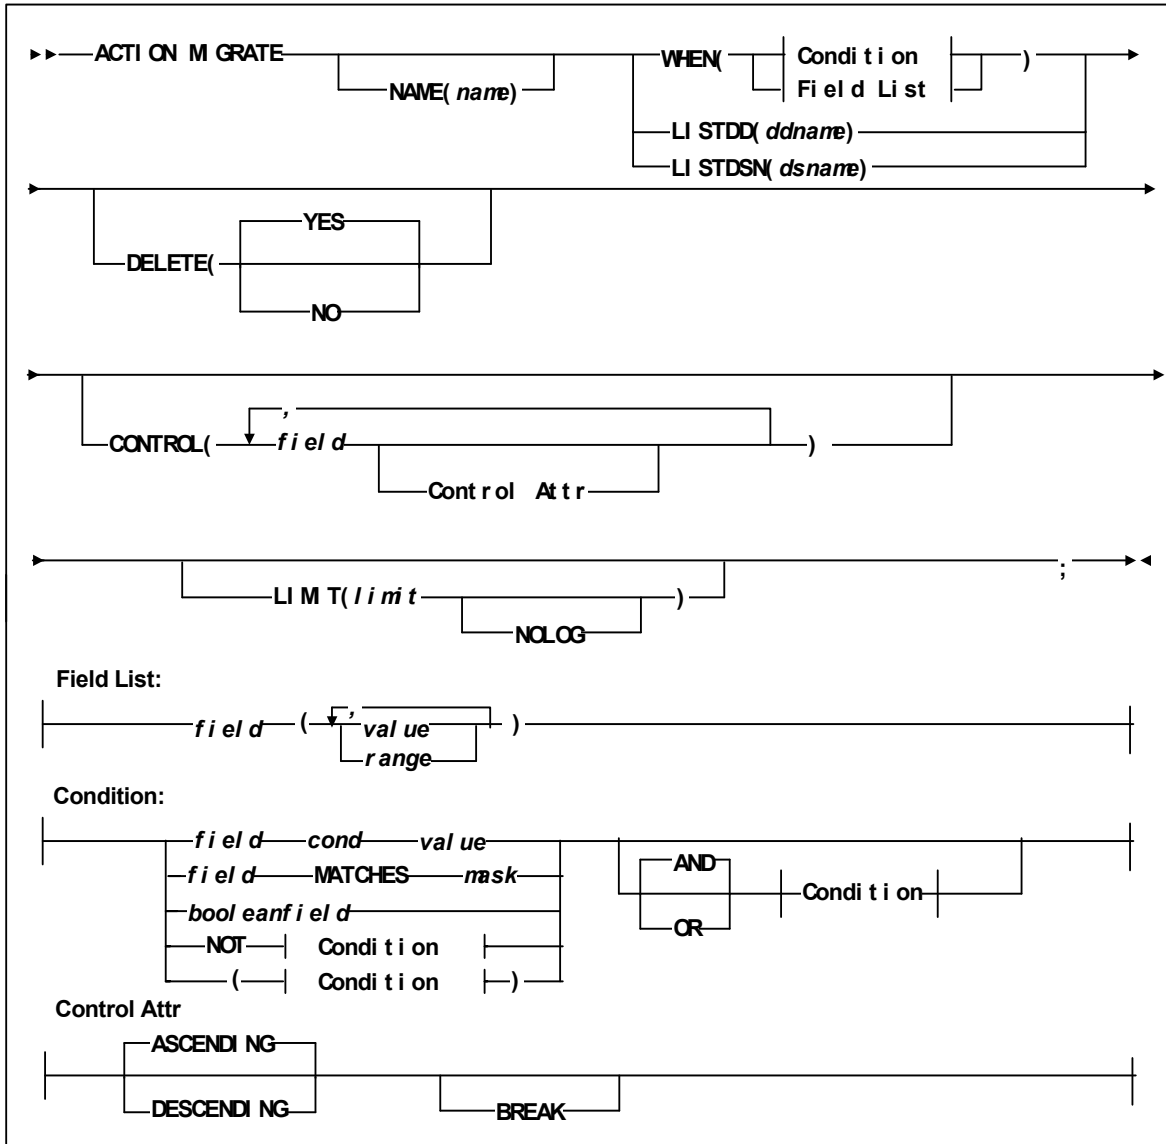 ACTION MIGRATE
NAME(name)
WHEN( Condition )
Field List
LISTDD(ddname)
LISTDSN(dsname)
YES
DELETE(
NO
,
CONTROL( field )
Control Attr
LIMIT(limit ) ;
NOLOG
Field List:
,
field ( value )
range
Condition:
field cond value
field MATCHES mask
booleanfield
NOT Condition
( Condition )
AND
Condition
OR
Control Attr
ASCENDING
DESCENDING
BREAK